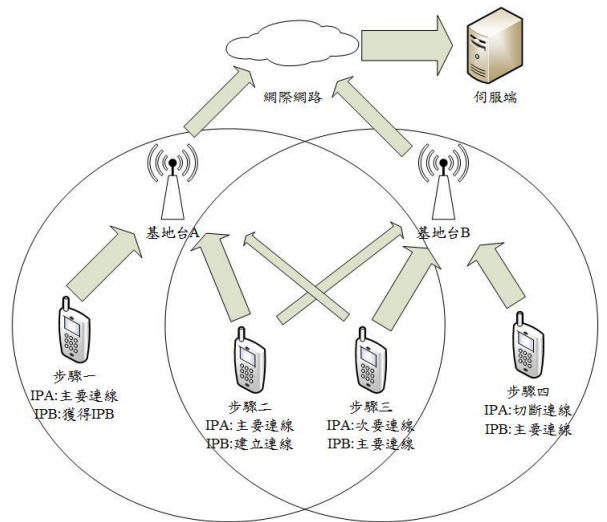 網際網路
伺服端
基地台A
基地台B
步驟一
IPA:主要連線
IPB:獲得IPB
步驟二
IPA:主要連線
IPB:建立連線
步驟三
IPA:次要連線
IPB:主要連線
步驟四
IPA:切斷連線
IPB:主要連線